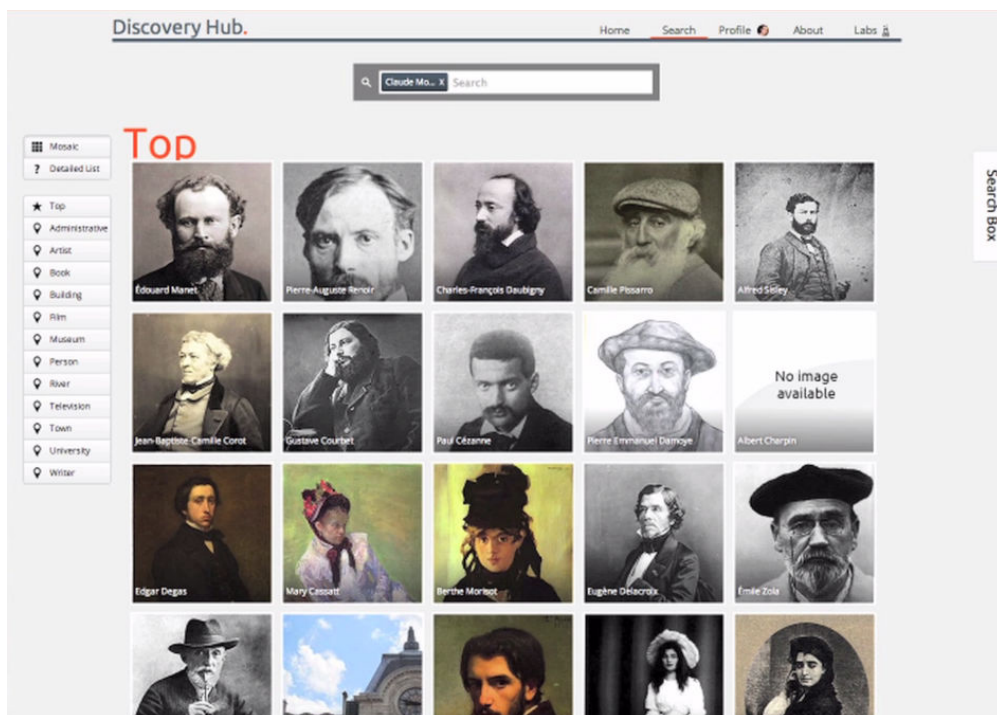 Discovery Hub.
Home Search Profile About Labs
Claude Mo... X Search
Top
Mosaic
? Detailed List
Top
Administrative
Artist
Book
Building
Film
Museum
Person
River
Television
Town
University
Writer
Édouard Manet Pierre-Auguste Renoir Charles-François Daubigny Camille Pissarro Alfred Sisley
No image
available
Jean-Baptiste Camille Corot Gustave Courbet Paul Cézanne Pierre Emmanuel Damoye Albert Charpin
Edgar Degas Mary Cassatt Berthe Morisot Eugène Delacroix Émile Zola
Search Box